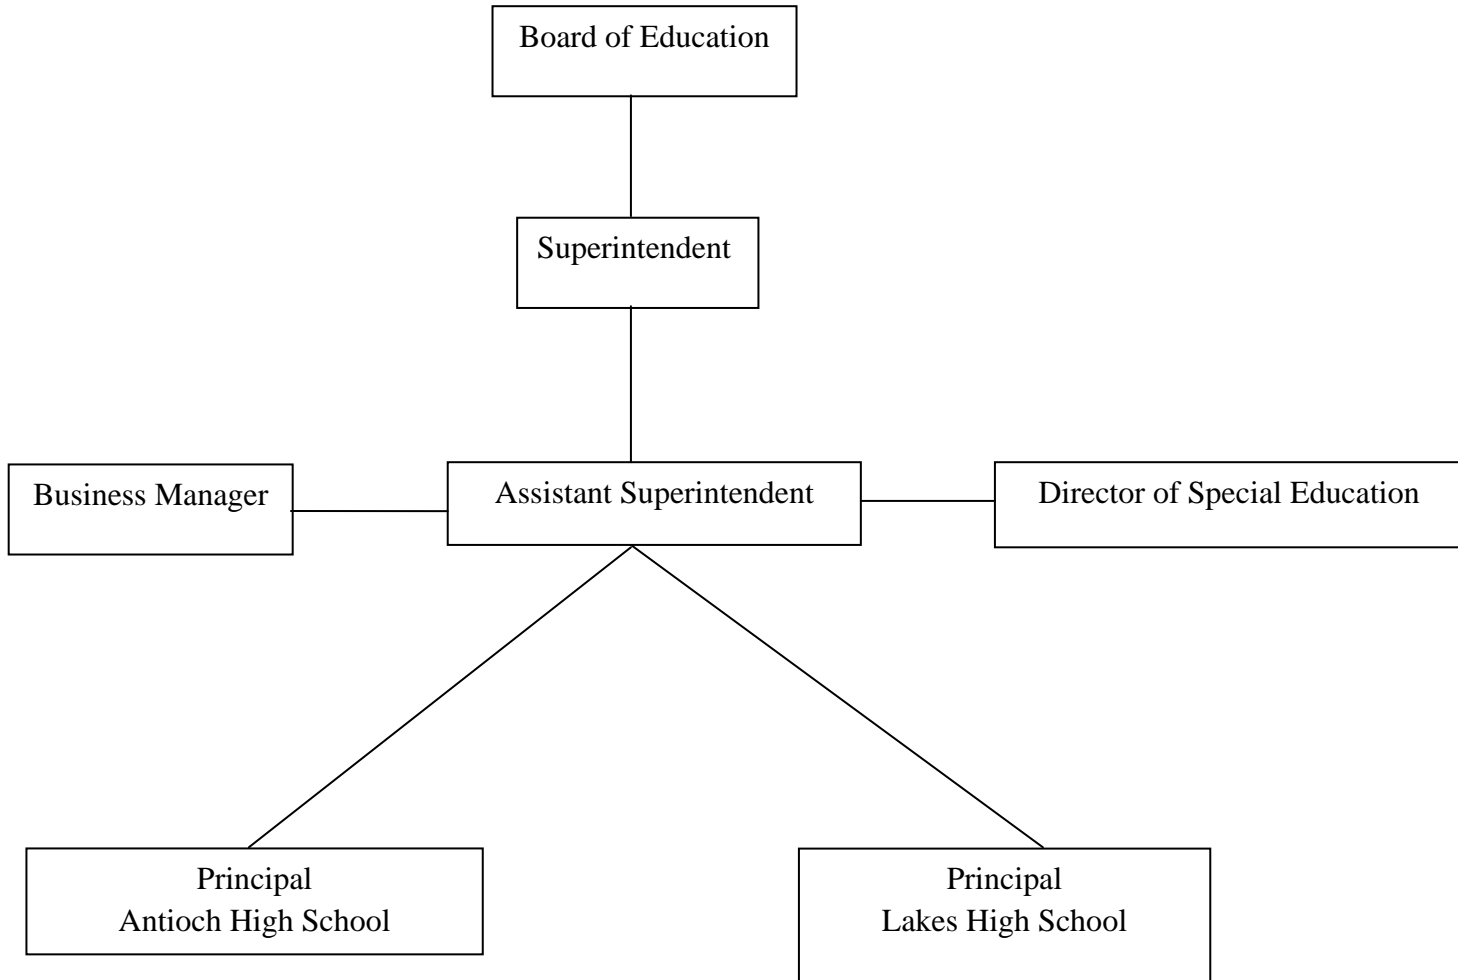 Board of Education
Superintendent
Business Manager
Assistant Superintendent
Director of Special Education
Principal
Antioch High School
Principal
Lakes High School